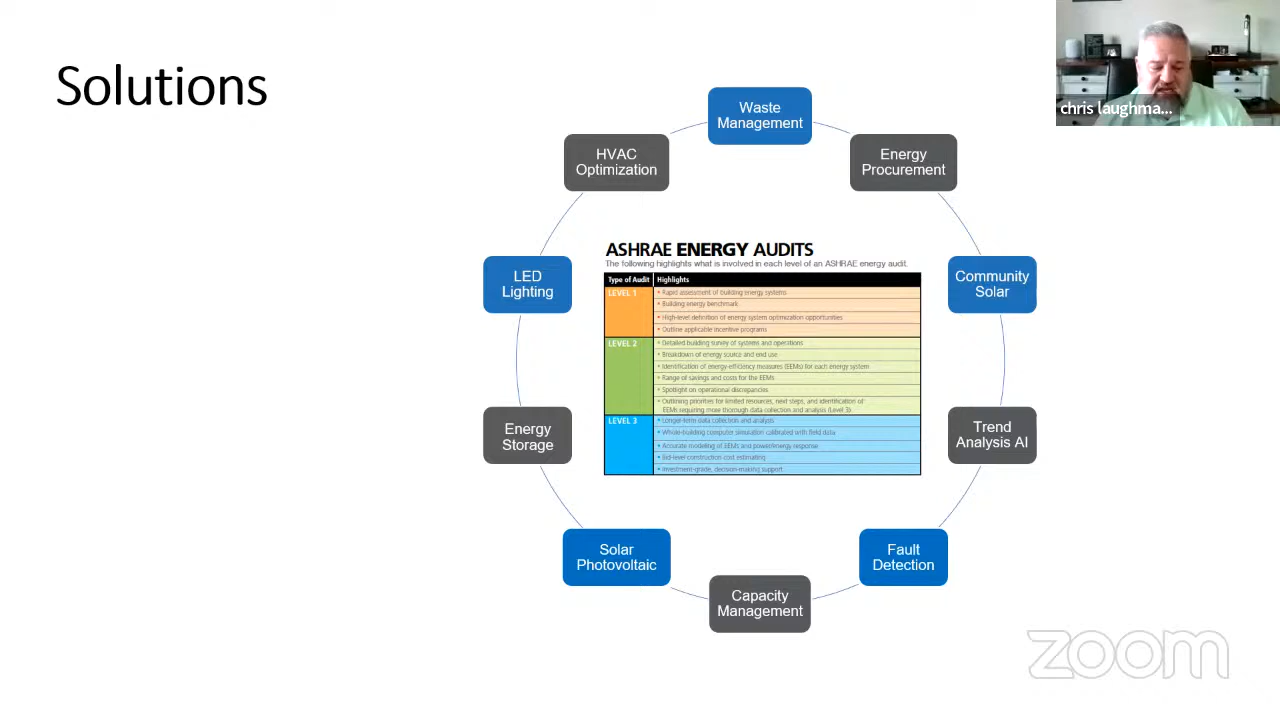 Solutions
chris laughma...
Waste
Management
HVAC
Optimization
Energy
Procurement
LED
Lighting
Community
Solar
ASHRAE ENERGY AUDITS
The following highlights what is involved in each level of an ASHRAE energy audit.
Type of Audit Highlights
LEVEL 1 • Rapid assessment of building energy systems
• Building energy benchmark
• High-level definition of energy system optimization opportunities
• Outline applicable incentive programs
LEVEL 2 • Detailed building survey of systems and operations
• Breakdown of energy source and end use
• Identification of energy-efficiency measures (EEMs) for each energy system
• Range of savings and costs for the EEMs
• Spotlight on operational discrepancies
• Outlining priorities for limited resources, next steps, and identification of
EEMs requiring more thorough data collection and analysis (Level 3)
LEVEL 3 • Longer-term data collection and analysis
• Whole-building computer simulation calibrated with field data
• Accurate modeling of EEMs and power/energy response
• Bid-level construction cost estimating
• Investment-grade, decision-making support
Energy
Storage
Trend
Analysis AI
Solar
Photovoltaic
Fault
Detection
Capacity
Management
zoom